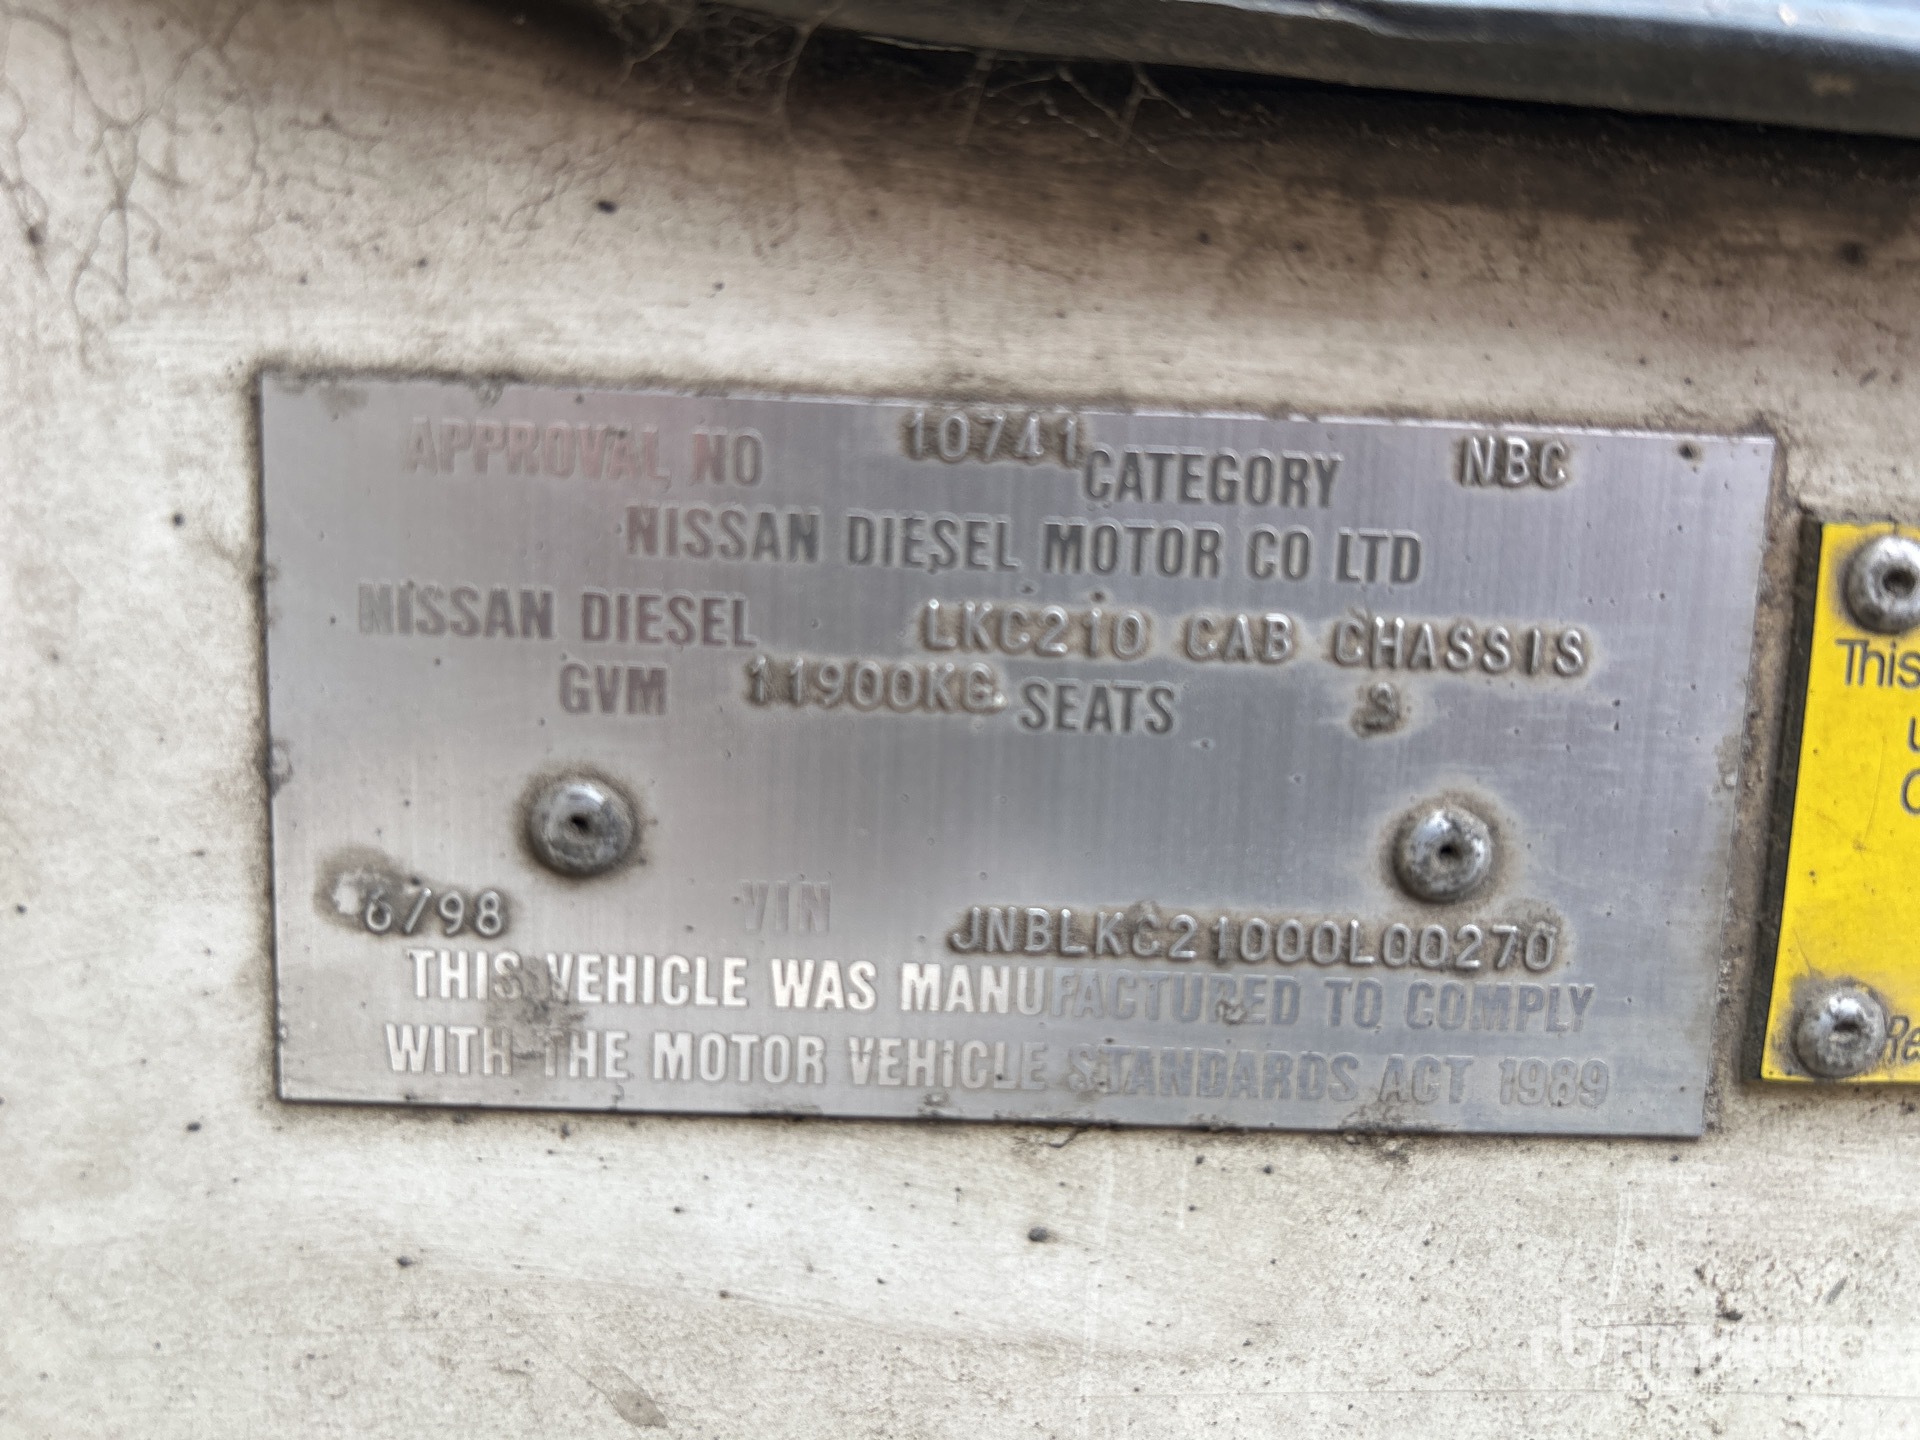 APPROVAL NO 10741 CATEGORY NBC
NISSAN DIESEL MOTOR CO LTD
NISSAN DIESEL LKC210 CAB CHASSIS
GVM 11900KG SEATS 3
6/98 VIN JNBLKC21000L00270
THIS VEHICLE WAS MANUFACTURED TO COMPLY
WITH THE MOTOR VEHICLE STANDARDS ACT 1989
This